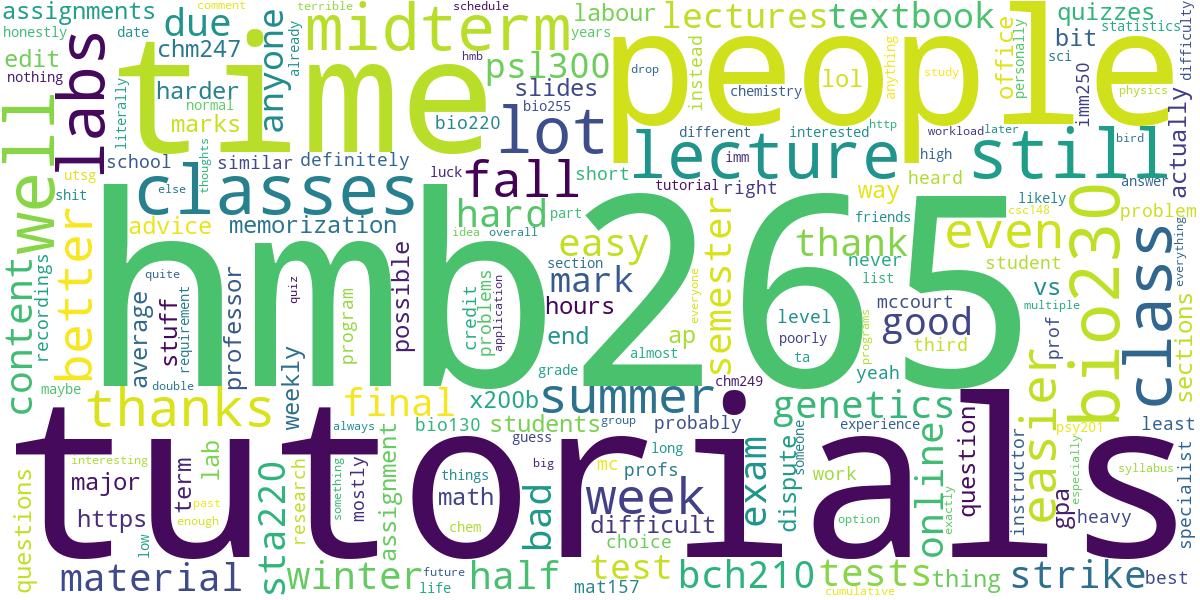 assignments
honestly
comment
terrible
schedule
date
due
midterm
labour
years
lectures
textbook
quizzes
statistics
edit
nothing
chm247
anyone
already
hmb
psl300
slides
instead
drop
lol
anything
study
office
personally
bit
sci
difficulty
labs
time
people
harder
marks
literally
normal
bio220
bio255
chemistry
physics
imm250
actually
well
school
similar
definitely
lot
different
interested
http
workload
later
bird
high
lecture
still
utsg
shit
thoughts
classes
luck
fall
short
imm
tutorial
right
way
heard
likely
answer
else
memorization
advice
hard
part
idea
overall
friends
csc148
problem
better
content
recordings
hmb265
easy
semester
thank
even
never
list
student
bio230
class
everything
quite
requirement
stuff
average
professor
quiz
program
possible
credit
problems
application
section
mark
hours
end
ap
everyone
level
poorly
ta
mccourt
good
third
vs
multiple
prof
sections
almost
grade
chm249
programs
yeah
maybe
double
weekly
thanks
final
x200b
summer
genetics
easier
least
tutorials
always
bio130
students
group
guess
probably
experience
psy201
interesting
major
term
lab
past
enough
https
questions
low
sta220
research
something
mostly
assignment
things
math
chem
big
bad
long
mc
profs
week
difficult
choice
exam
dispute
someone
work
option
online
exactly
question
instructor
gpa
especially
heavy
syllabus
specialist
material
winter
future
life
half
mat157
test
bch210
tests
cumulative
thing
strike
best